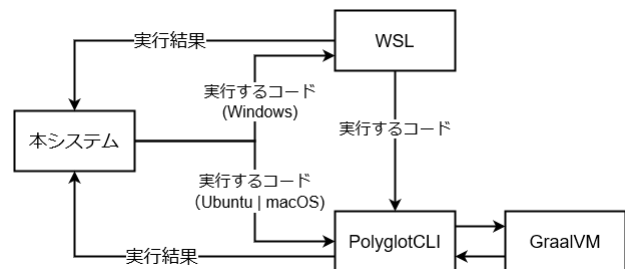 実行結果
WSL
実行するコード
(Windows)
本システム
実行するコード
実行するコード
（Ubuntu | macOS)
実行結果
PolyglotCLI
GraalVM